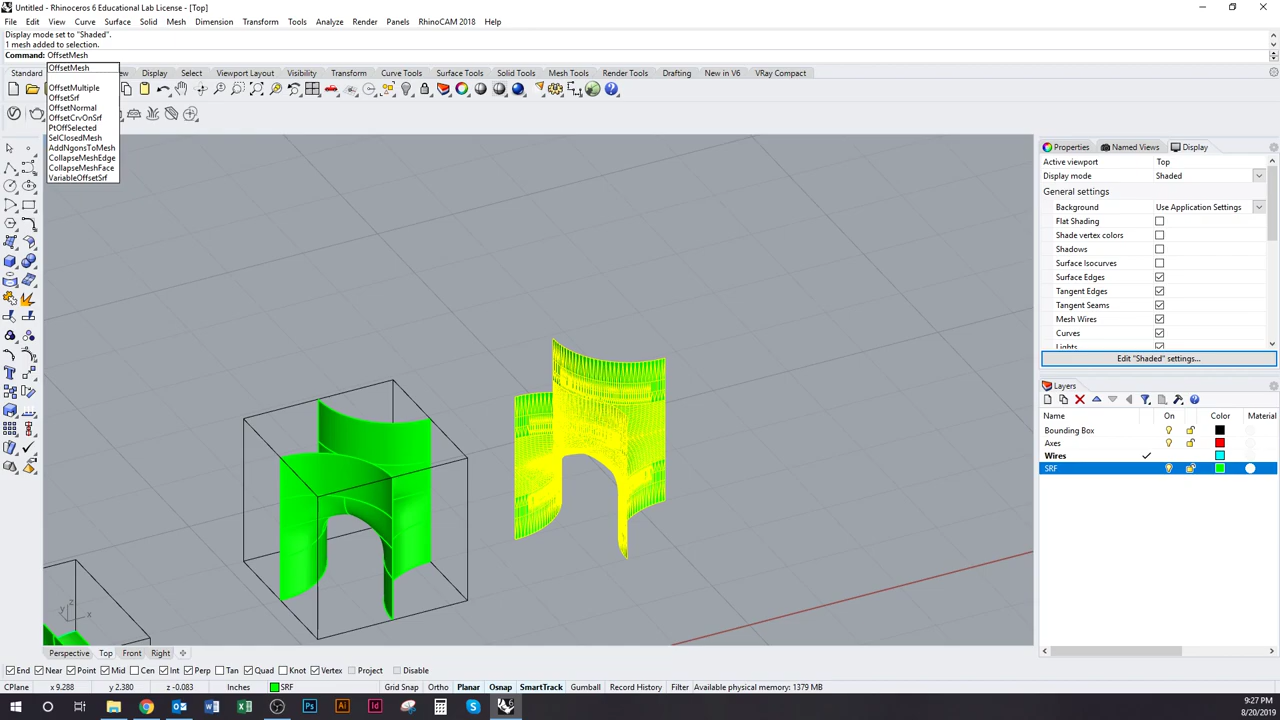 Untitled - Rhinoceros 6 Educational Lab License - [Top]
File Edit View Curve Surface Solid Mesh Dimension Transform Tools Analyze Render Panels RhinoCAM 2018 Help
Display mode set to "Shaded".
1 mesh added to selection.
Command: OffsetMesh
OffsetMesh
OffsetMultiple
OffsetSrf
OffsetNormal
OffsetCrvOnSrf
PtOffSelected
SelClosedMesh
AddNgonsToMesh
CollapseMeshEdge
CollapseMeshFace
VariableOffsetSrf
Standard Display Select Viewport Layout Visibility Transform Curve Tools Surface Tools Solid Tools Mesh Tools Render Tools Drafting New in V6 VRay Compact
Properties Named Views Display
Active viewport Top
Display mode Shaded
General settings
Background Use Application Settings
Flat Shading
Shade vertex colors
Shadows
Surface Isocurves
Surface Edges
Tangent Edges
Tangent Seams
Mesh Wires
Curves
Lights
Edit "Shaded" settings...
Layers
Name On Color Material
Bounding Box
Axes
Wires
SRF
z
y
x
Perspective Top Front Right
End Near Point Mid Cen Int Perp Tan Quad Knot Vertex Project Disable
CPlane x 9.288 y 2.380 z -0.083 Inches SRF Grid Snap Ortho Planar Osnap SmartTrack Gumball Record History Filter Available physical memory: 1379 MB
9:27 PM
8/20/2019